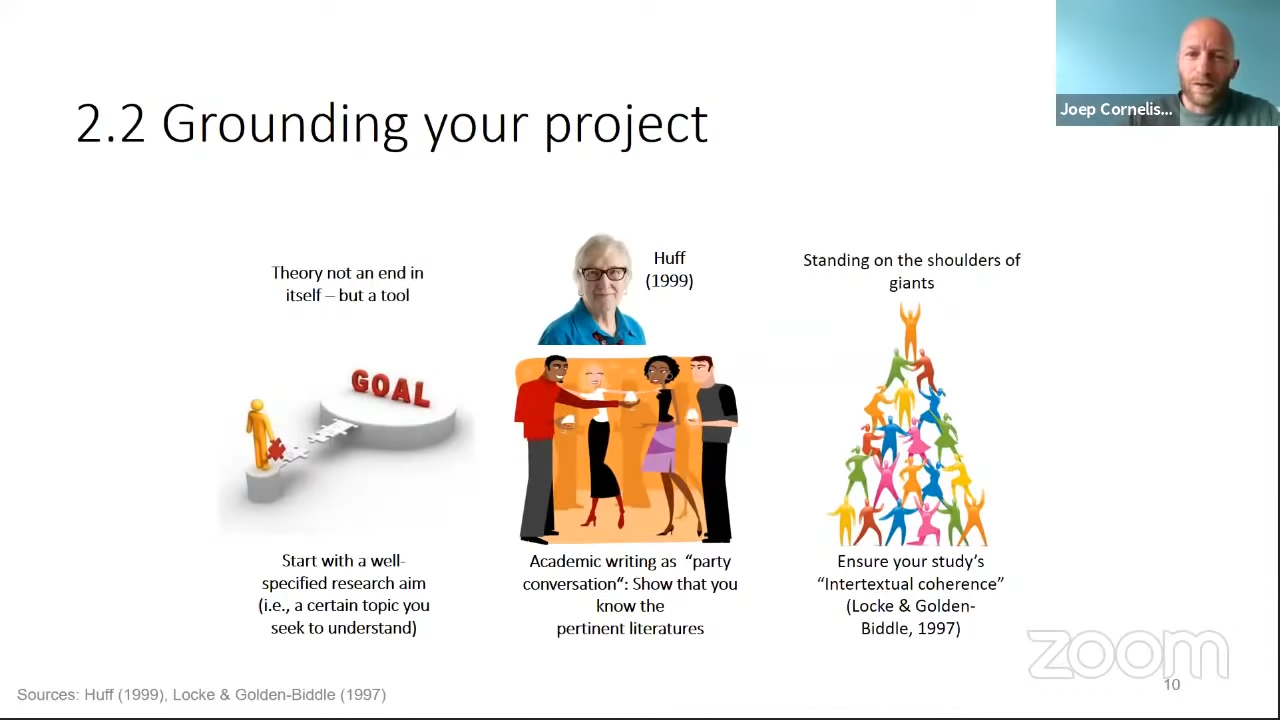 2.2 Grounding your project
Joep Cornelis...
Theory not an end in
itself – but a tool
GOAL
Start with a well-
specified research aim
(i.e., a certain topic you
seek to understand)
Huff
(1999)
Academic writing as “party
conversation“: Show that you
know the
pertinent literatures
Standing on the shoulders of
giants
Ensure your study’s
“Intertextual coherence”
(Locke & Golden-
Biddle, 1997)
zoom
10
Sources: Huff (1999), Locke & Golden-Biddle (1997)